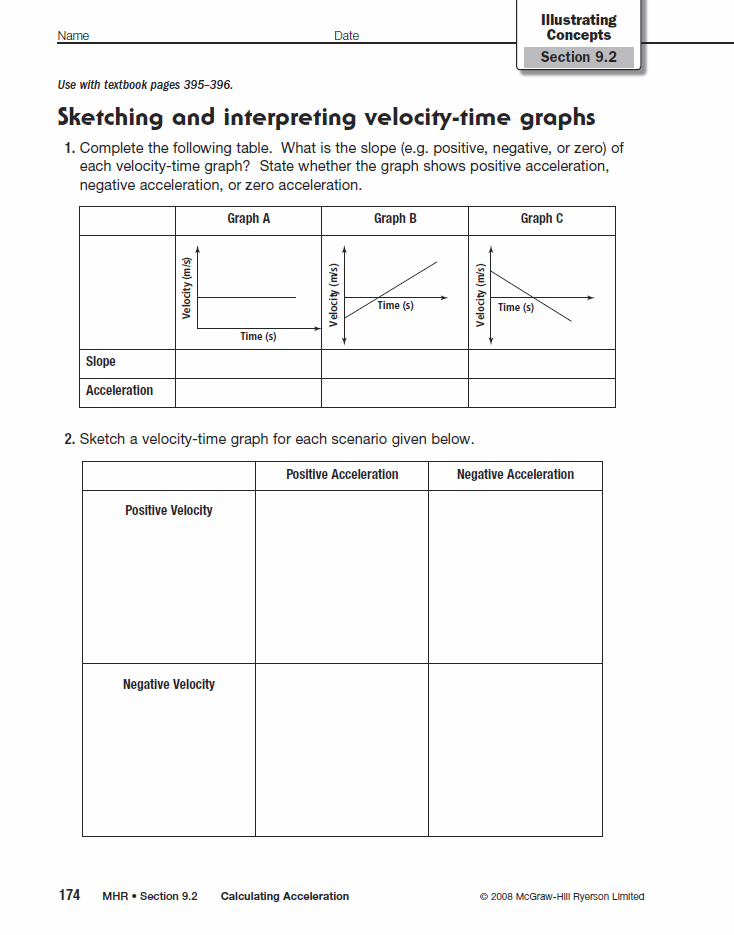 Name Date
Illustrating
Concepts
Section 9.2
Use with textbook pages 395–396.
Sketching and interpreting velocity-time graphs
1. Complete the following table. What is the slope (e.g. positive, negative, or zero) of
each velocity-time graph? State whether the graph shows positive acceleration,
negative acceleration, or zero acceleration.
Graph A Graph B Graph C
Velocity (m/s)
Time (s)
Velocity (m/s)
Time (s)
Velocity (m/s)
Time (s)
Slope
Acceleration
2. Sketch a velocity-time graph for each scenario given below.
Positive Acceleration Negative Acceleration
Positive Velocity
Negative Velocity
174 MHR • Section 9.2 Calculating Acceleration © 2008 McGraw-Hill Ryerson Limited